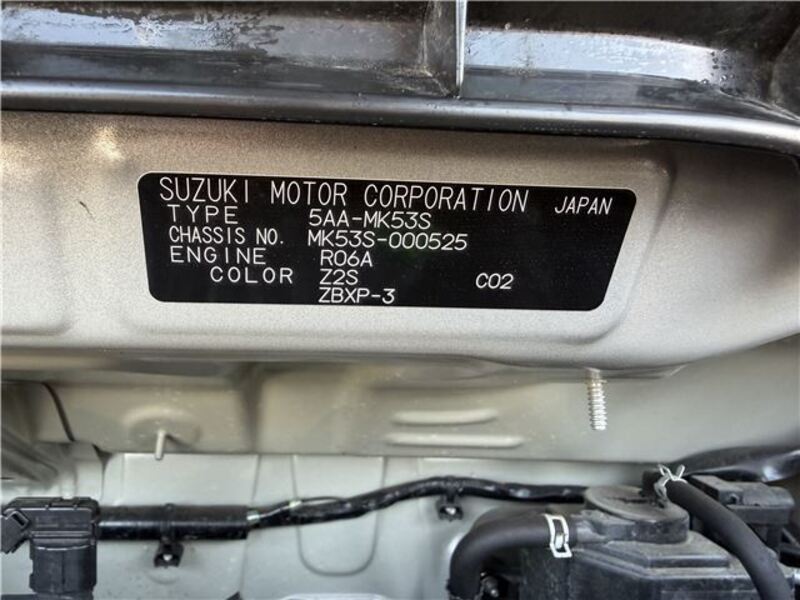 SUZUKI MOTOR CORPORATION JAPAN
TYPE 5AA-MK53S
CHASSIS NO. MK53S-000525
ENGINE R06A
COLOR Z2S C02
ZBXP-3